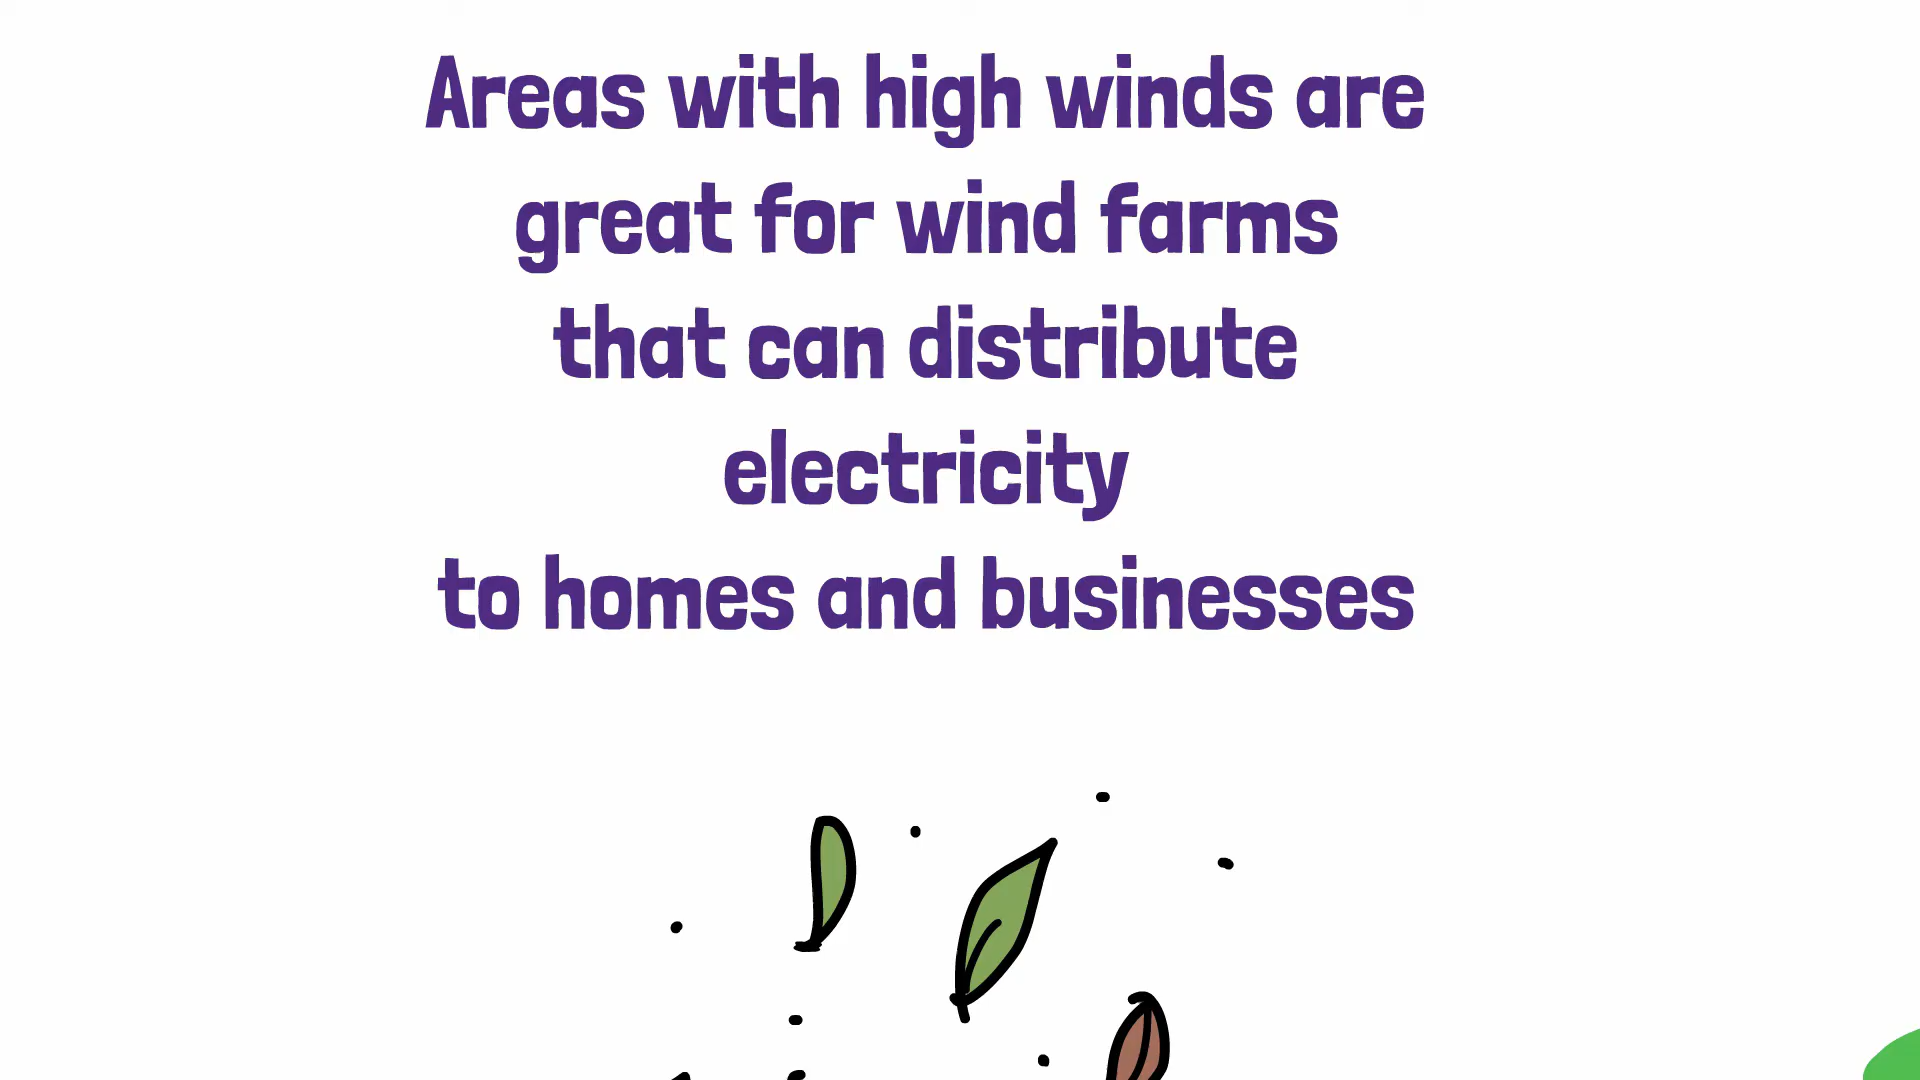 Areas with high winds are
great for wind farms
that can distribute
electricity
to homes and businesses